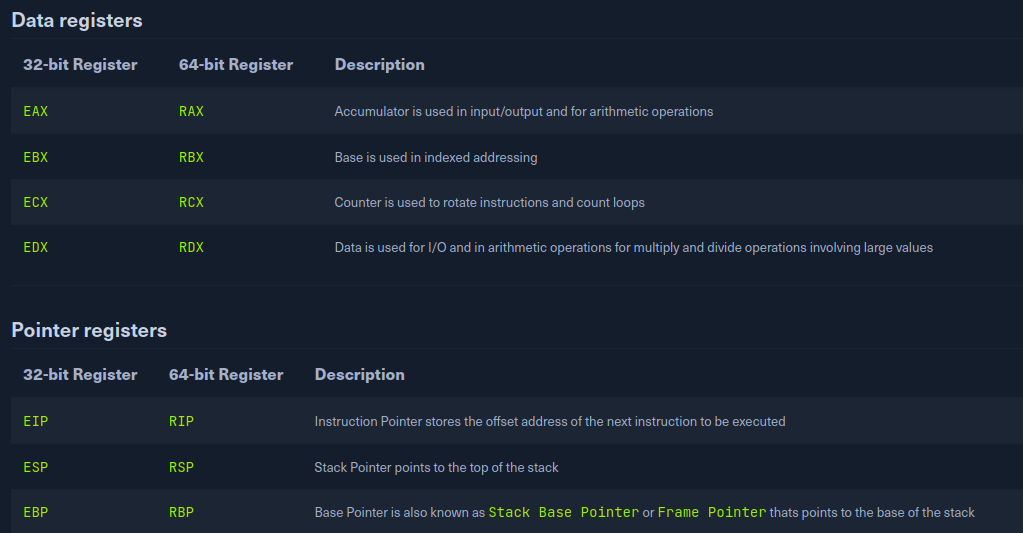 Data registers
32-bit Register 64-bit Register Description
EAX RAX Accumulator is used in input/output and for arithmetic operations
EBX RBX Base is used in indexed addressing
ECX RCX Counter is used to rotate instructions and count loops
EDX RDX Data is used for I/O and in arithmetic operations for multiply and divide operations involving large values
Pointer registers
32-bit Register 64-bit Register Description
EIP RIP Instruction Pointer stores the offset address of the next instruction to be executed
ESP RSP Stack Pointer points to the top of the stack
EBP RBP Base Pointer is also known as Stack Base Pointer or Frame Pointer thats points to the base of the stack